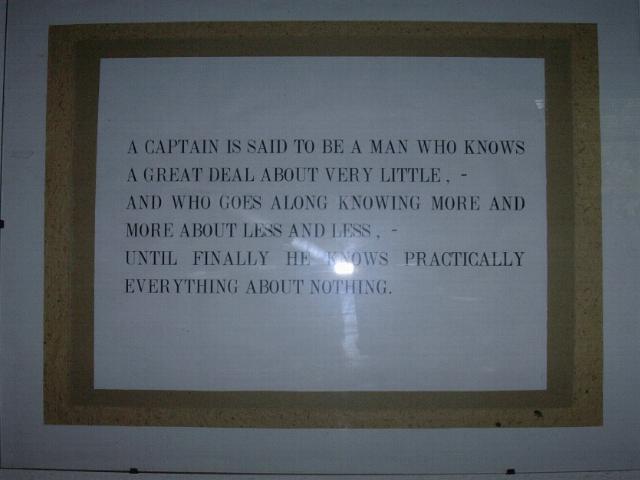 A CAPTAIN IS SAID TO BE A MAN WHO KNOWS
A GREAT DEAL ABOUT VERY LITTLE, -
AND WHO GOES ALONG KNOWING MORE AND
MORE ABOUT LESS AND LESS, -
UNTIL FINALLY HE KNOWS PRACTICALLY
EVERYTHING ABOUT NOTHING.